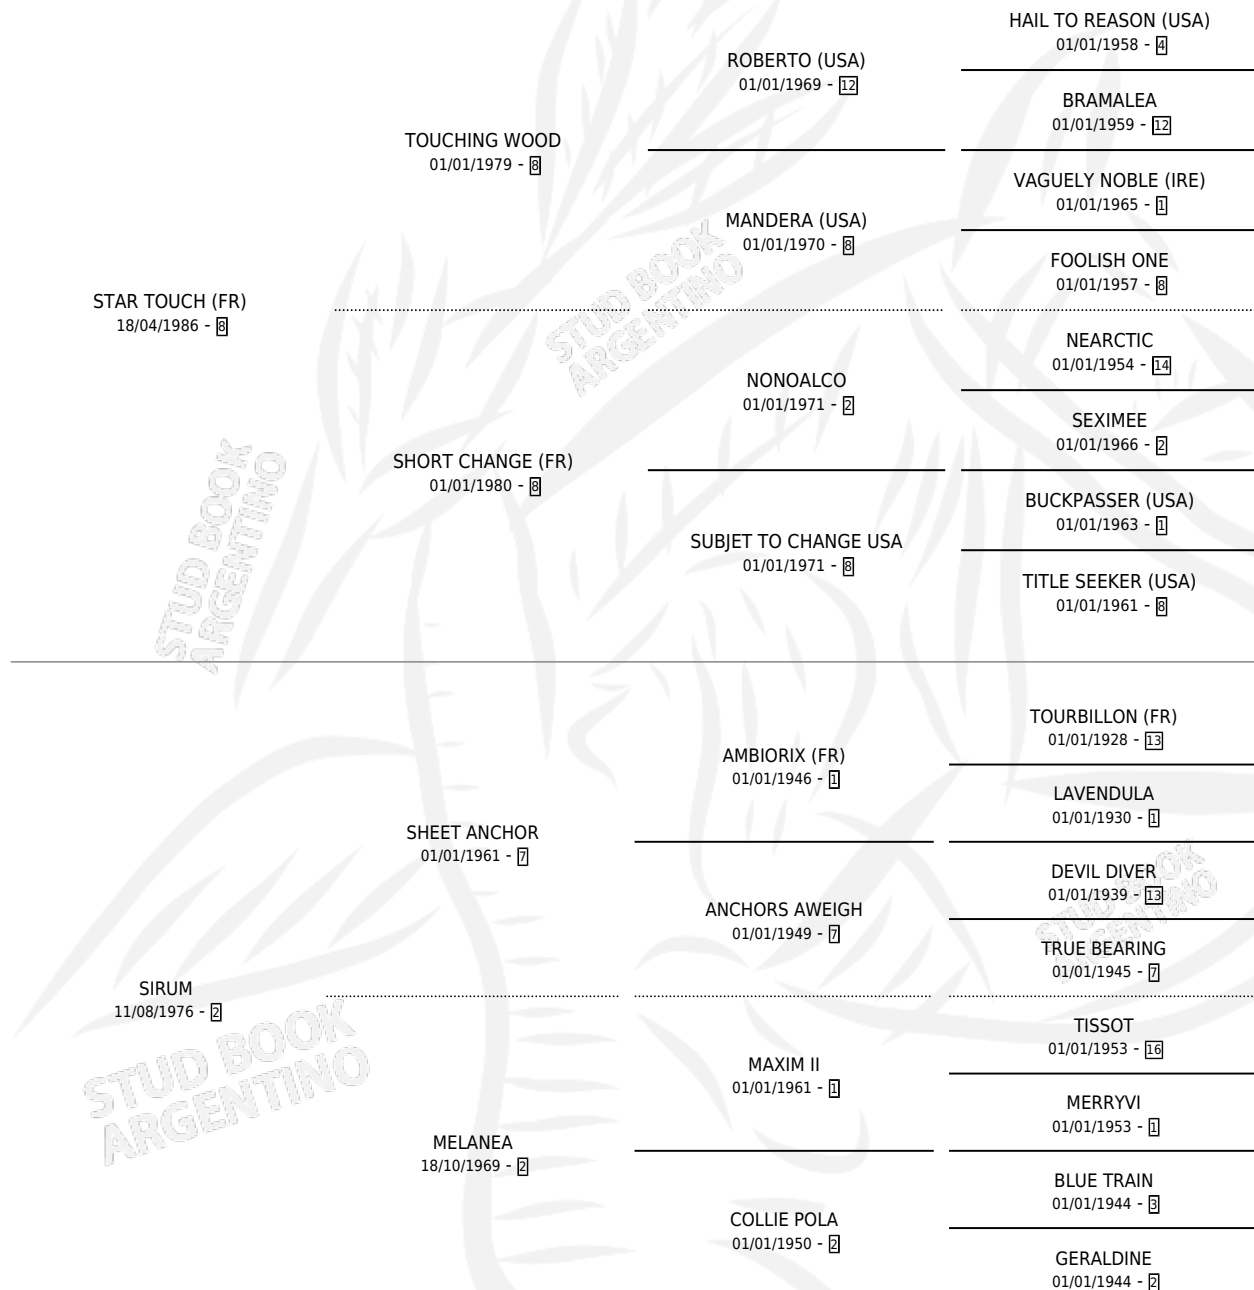 HAIL TO REASON (USA)
01/01/1958 - 4
ROBERTO (USA)
01/01/1969 - 12
BRAMALEA
01/01/1959 - 12
TOUCHING WOOD
01/01/1979 - 8
VAGUELY NOBLE (IRE)
01/01/1965 - 1
MANDERA (USA)
01/01/1970 - 8
FOOLISH ONE
01/01/1957 - 8
STAR TOUCH (FR)
18/04/1986 - 8
NEARCTIC
01/01/1954 - 14
NONOALCO
01/01/1971 - 2
SEXIMEE
01/01/1966 - 2
SHORT CHANGE (FR)
01/01/1980 - 8
BUCKPASSER (USA)
01/01/1963 - 1
SUBJET TO CHANGE USA
01/01/1971 - 8
TITLE SEEKER (USA)
01/01/1961 - 8
TOURBILLON (FR)
01/01/1928 - 13
AMBIORIX (FR)
01/01/1946 - 1
LAVENDULA
01/01/1930 - 1
SHEET ANCHOR
01/01/1961 - 7
DEVIL DIVER
01/01/1939 - 13
ANCHORS AWEIGH
01/01/1949 - 7
TRUE BEARING
01/01/1945 - 7
SIRUM
11/08/1976 - 2
TISSOT
01/01/1953 - 16
MAXIM II
01/01/1961 - 1
MERRYVI
01/01/1953 - 1
MELANEA
18/10/1969 - 2
BLUE TRAIN
01/01/1944 - 3
COLLIE POLA
01/01/1950 - 2
GERALDINE
01/01/1944 - 2
STUD BOOK
ARGENTINO
STUD BOOK
ARGENTINO
STUD BOOK
ARGENTINO
STUD BOOK
ARGENTINO